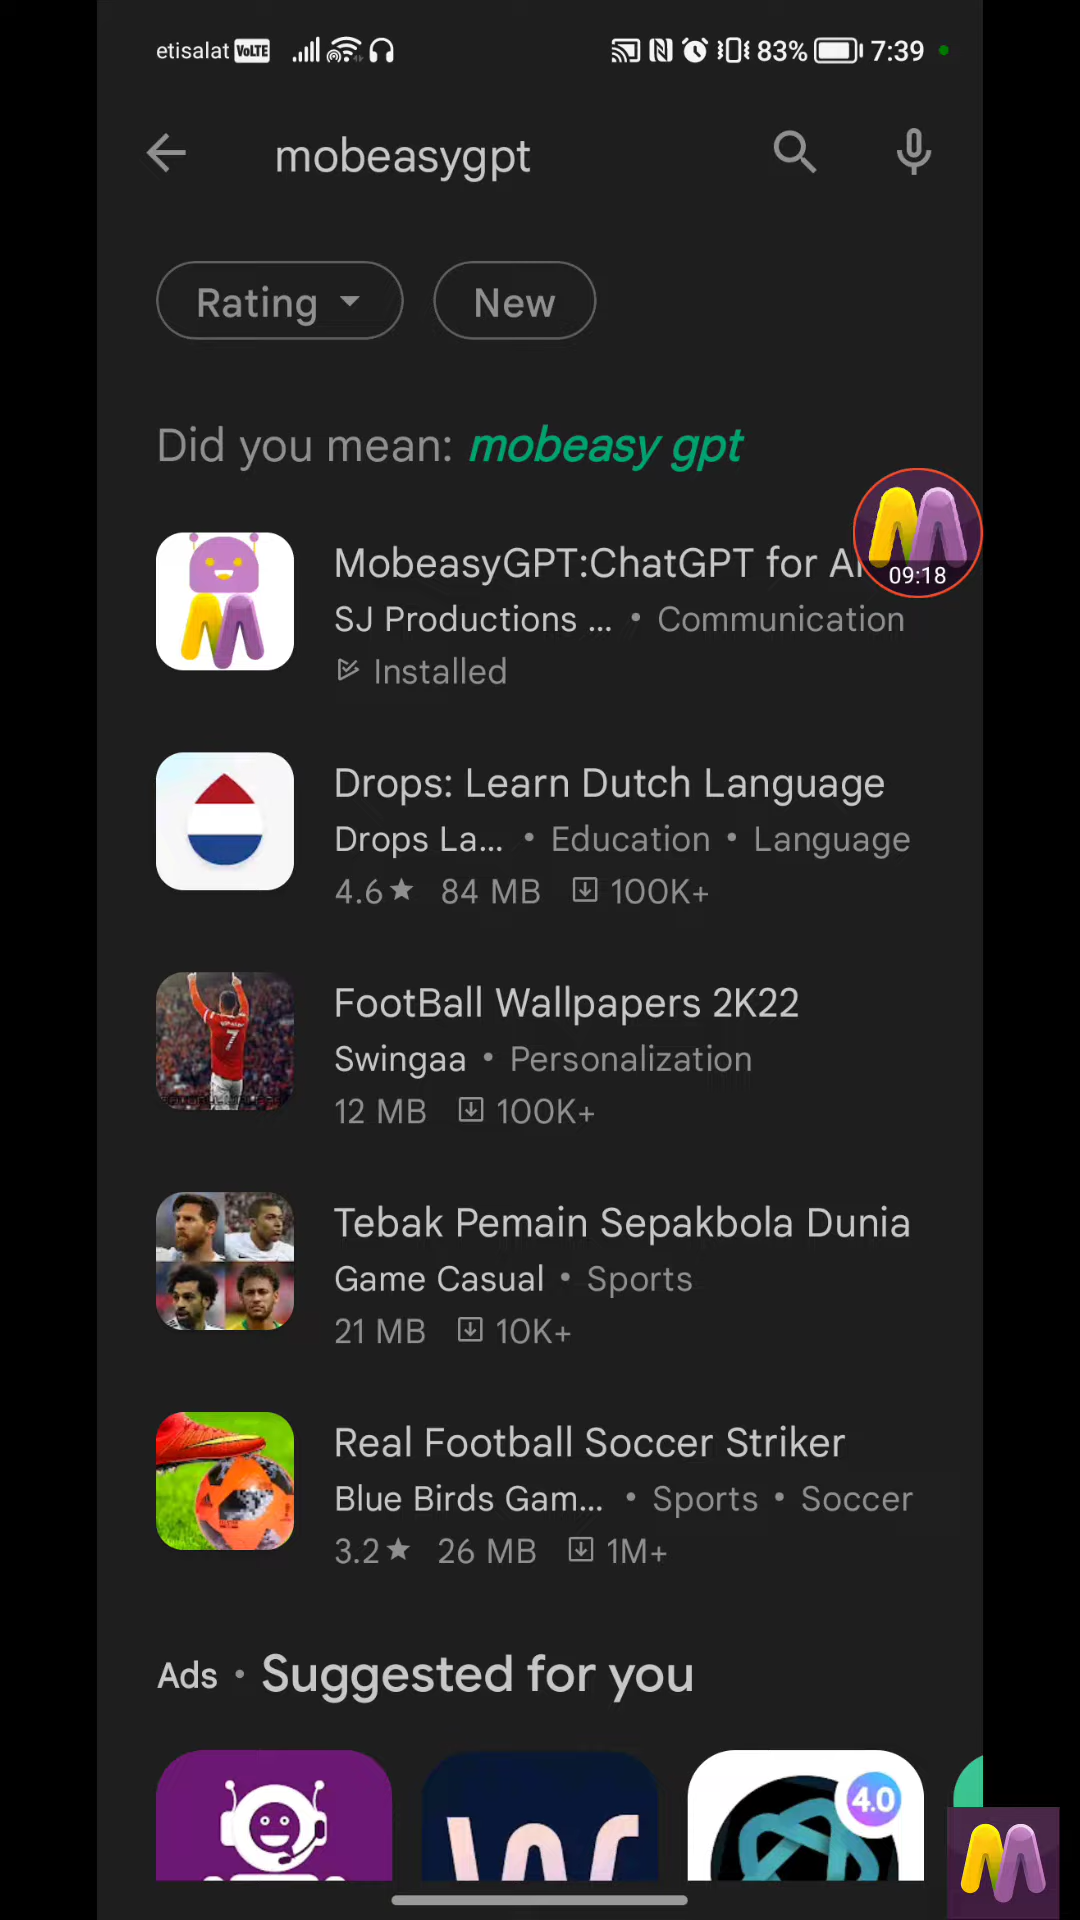 etisalat VoLTE 83% 7:39
mobeasygpt
Rating New
Did you mean: mobeasy gpt
MobeasyGPT:ChatGPT for
09:18
SJ Productions ... • Communication
Installed
Drops: Learn Dutch Language
Drops La... • Education • Language
4.6★ 84 MB 100K+
FootBall Wallpapers 2K22
Swingaa • Personalization
12 MB 100K+
Tebak Pemain Sepakbola Dunia
Game Casual • Sports
21 MB 10K+
Real Football Soccer Striker
Blue Birds Gam... • Sports • Soccer
3.2★ 26 MB 1M+
Ads • Suggested for you
4.0